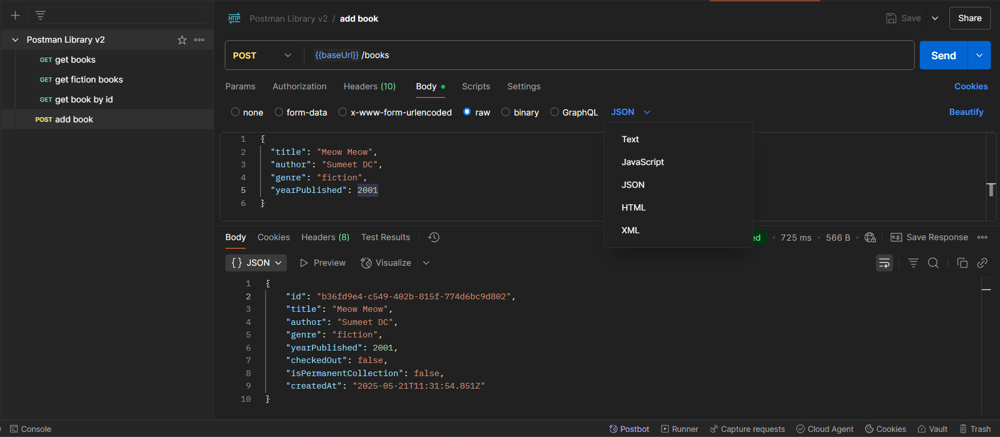 HTTP Postman Library v2 / add book Save Share
Postman Library v2
GET get books
GET get fiction books
GET get book by id
POST add book
POST {{baseUrl}}/books Send
Params Authorization Headers (10) Body Scripts Settings Cookies
none form-data x-www-form-urlencoded raw binary GraphQL JSON Beautify
Text
JavaScript
JSON
HTML
XML
1 {
2 "title": "Meow Meow",
3 "author": "Sumeet DC",
4 "genre": "fiction",
5 "yearPublished": 2001
6 }
Body Cookies Headers (8) Test Results ed 725 ms 566 B e.g. Save Response
{} JSON Preview Visualize
1 {
2 "id": "b36fd9e4-c549-402b-815f-774d6bc9d802",
3 "title": "Meow Meow",
4 "author": "Sumeet DC",
5 "genre": "fiction",
6 "yearPublished": 2001,
7 "checkedOut": false,
8 "isPermanentCollection": false,
9 "createdAt": "2025-05-21T11:31:54.851Z"
10 }
Console Postbot Runner Capture requests Cloud Agent Cookies Vault Trash